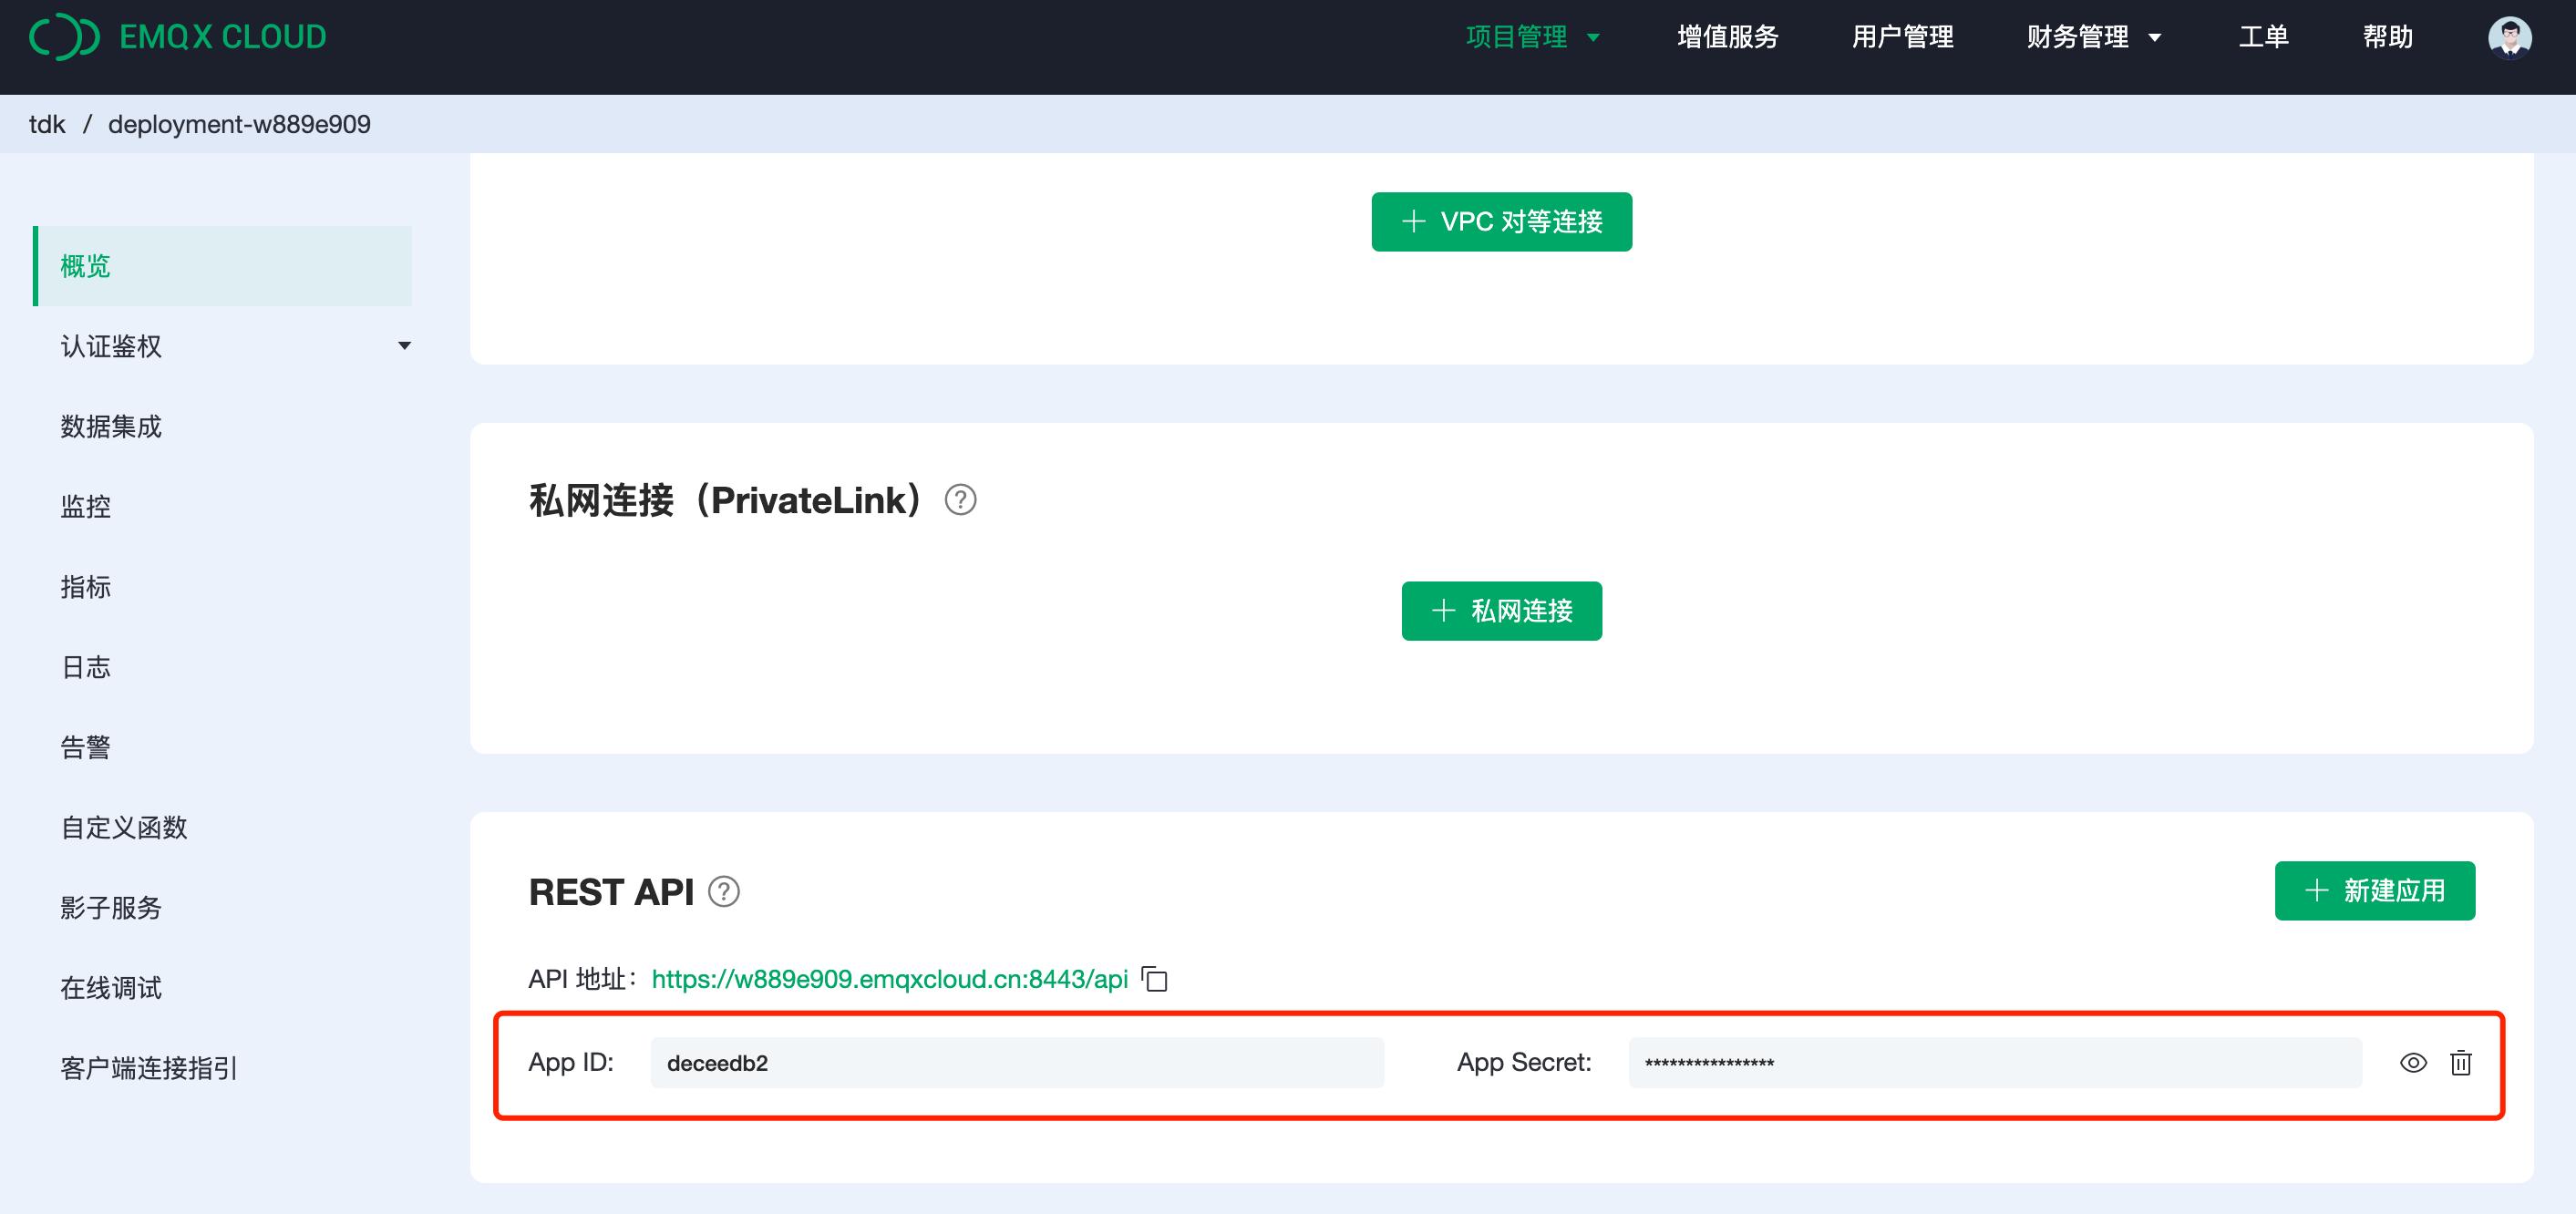 EMQX CLOUD
项目管理 增值服务 用户管理 财务管理 工单 帮助
tdk / deployment-w889e909
概览
认证鉴权
数据集成
监控
指标
日志
告警
自定义函数
影子服务
在线调试
客户端连接指引
+ VPC 对等连接
私网连接（PrivateLink） ?
+ 私网连接
REST API ?
+ 新建应用
API 地址： https://w889e909.emqxcloud.cn:8443/api
App ID: deceedb2 App Secret: ****************